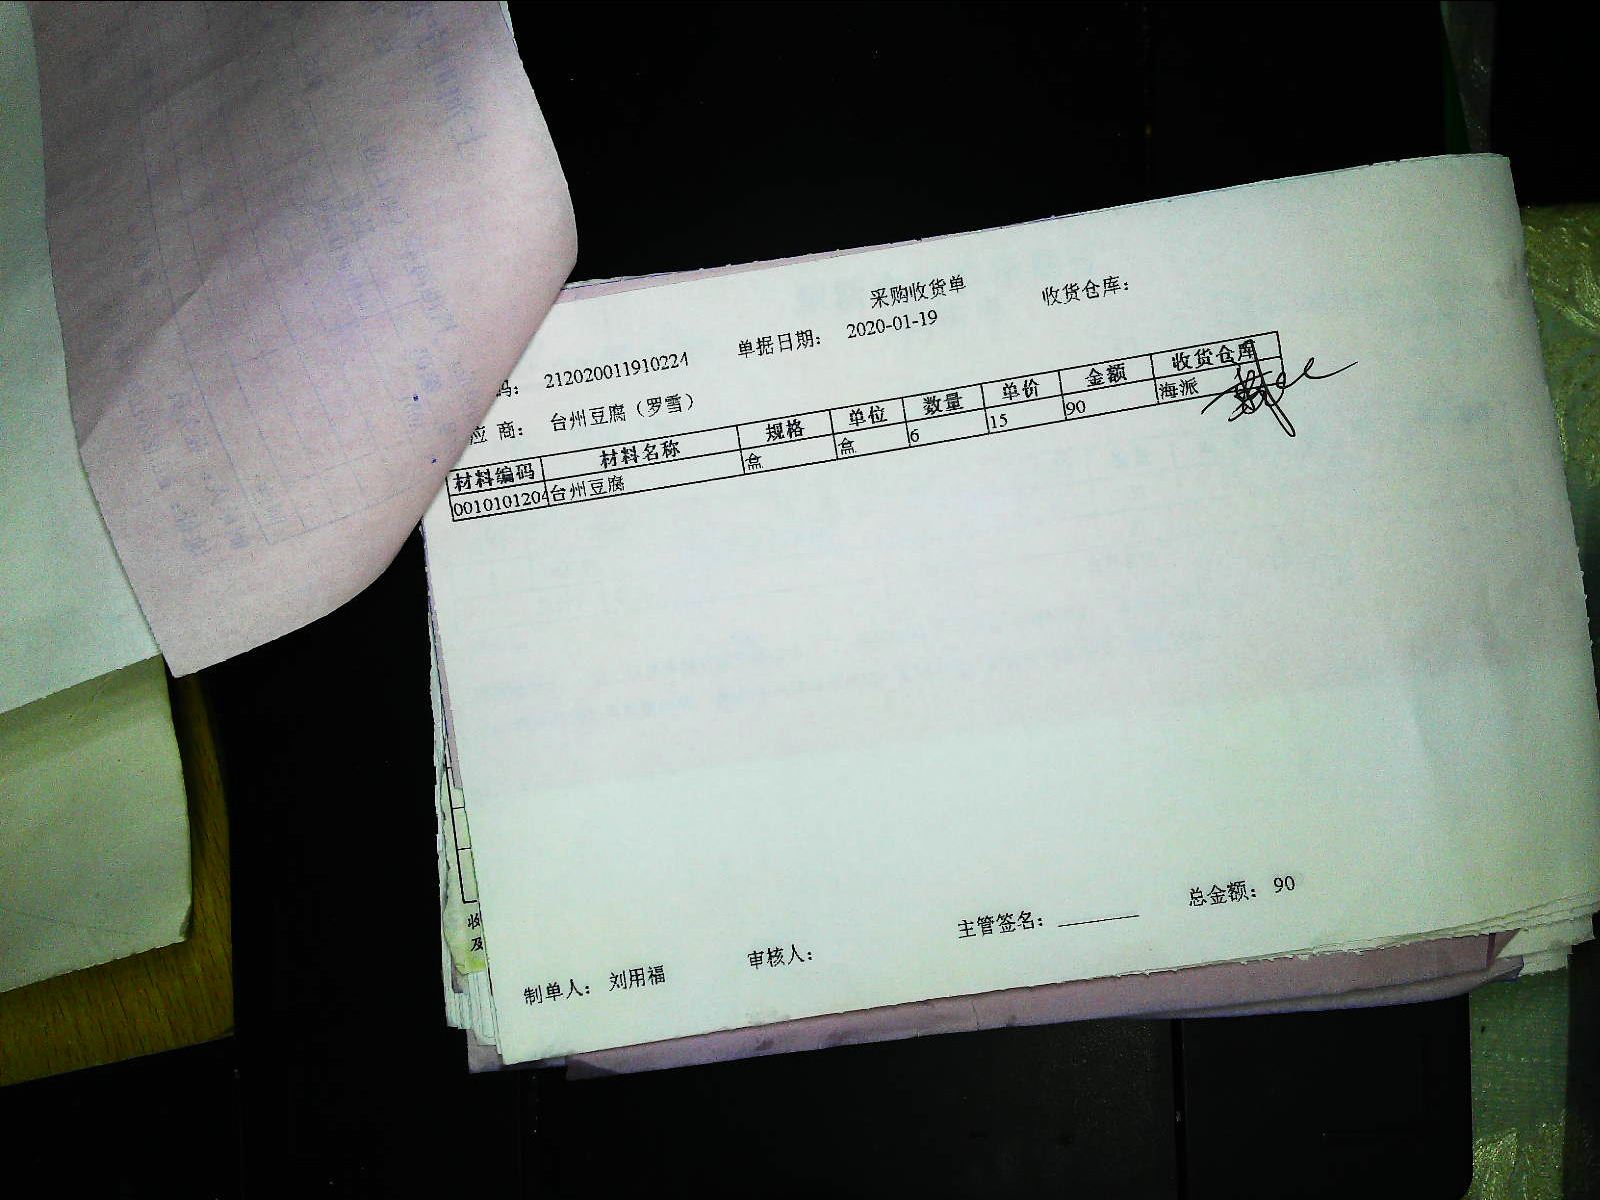 采购收货单
码： 212020011910224 单据日期： 2020-01-19 收货仓库：
应 商： 台州豆腐（罗雪）
材料编码 材料名称 规格 单位 数量 单价 金额 收货仓库
0010101204 台州豆腐 盒 盒 6 15 90 海派
总金额： 90
制单人： 刘用福 审核人： 主管签名：
收
及